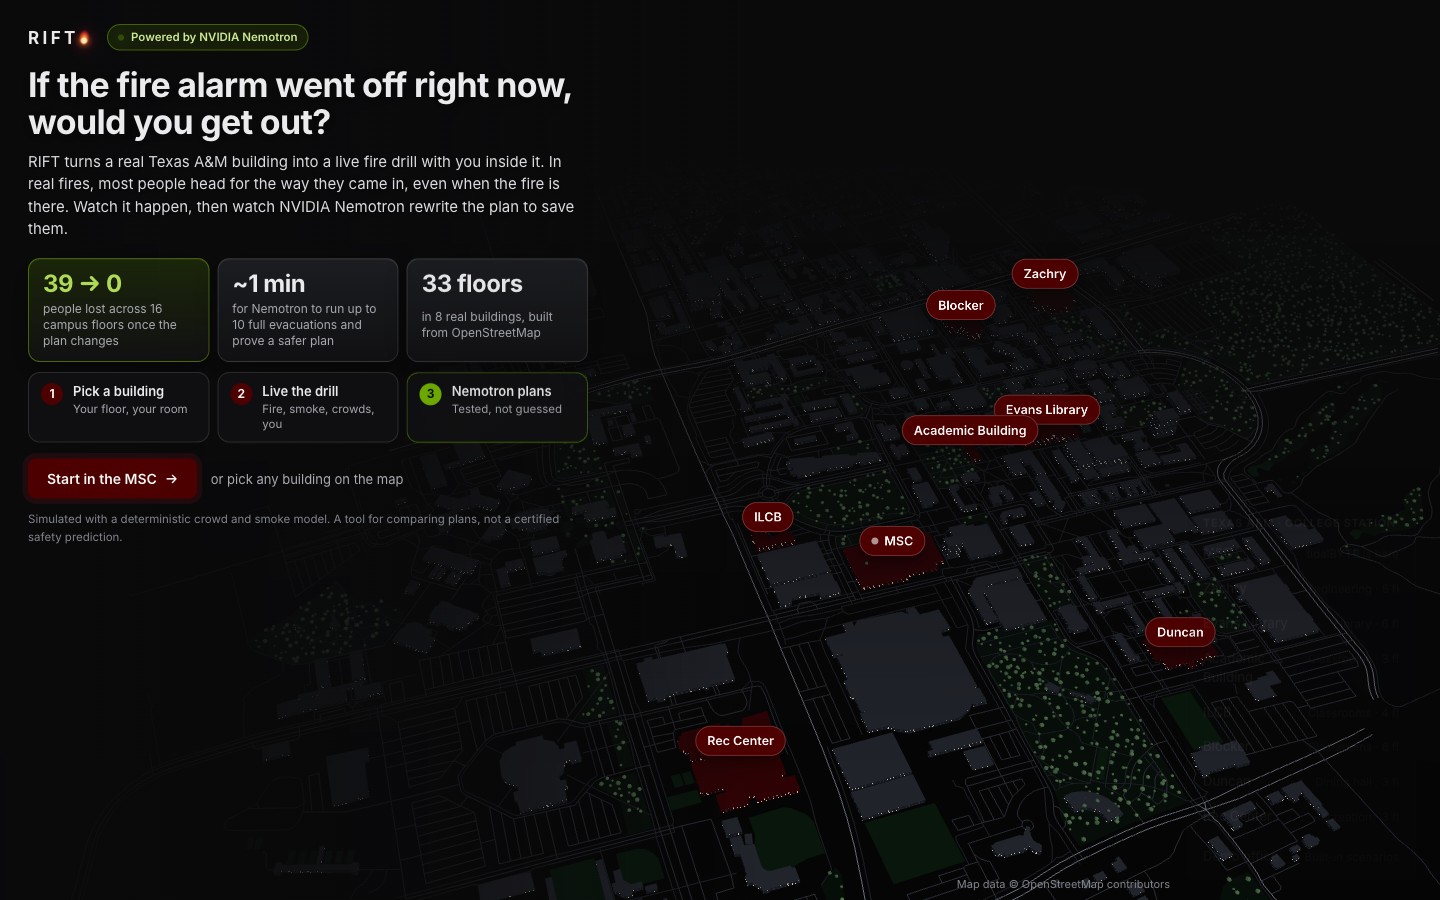 RIFT
Powered by NVIDIA Nemotron
If the fire alarm went off right now,
would you get out?
RIFT turns a real Texas A&M building into a live fire drill with you inside it. In
real fires, most people head for the way they came in, even when the fire is
there. Watch it happen, then watch NVIDIA Nemotron rewrite the plan to save
them.
39 → 0
people lost across 16
campus floors once the
plan changes
~1 min
for Nemotron to run up to
10 full evacuations and
prove a safer plan
33 floors
in 8 real buildings, built
from OpenStreetMap
1
Pick a building
Your floor, your room
2
Live the drill
Fire, smoke, crowds,
you
3
Nemotron plans
Tested, not guessed
Start in the MSC →
or pick any building on the map
Simulated with a deterministic crowd and smoke model. A tool for comparing plans, not a certified
safety prediction.
Zachry
Blocker
Evans Library
Academic Building
ILCB
MSC
Duncan
Rec Center
Map data © OpenStreetMap contributors